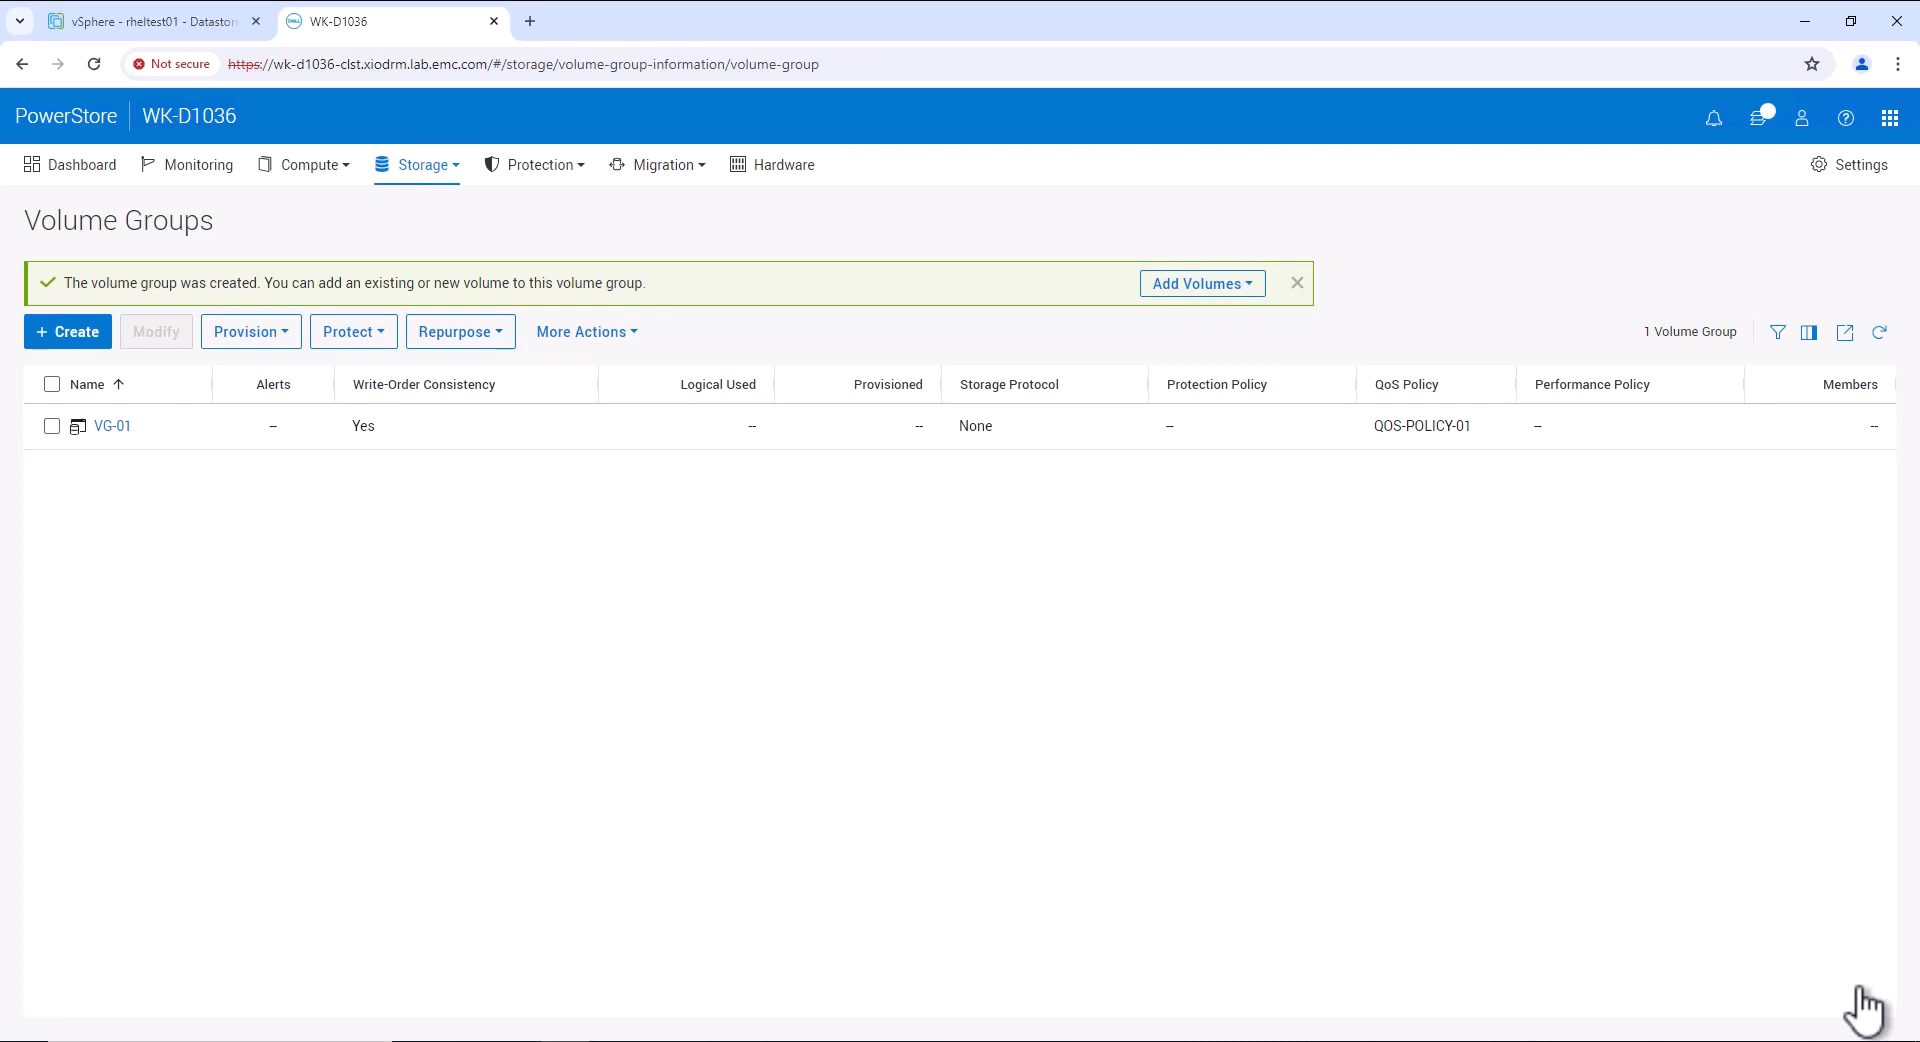 vSphere - rheltest01 - Datastor
WK-D1036
Not secure
https://wk-d1036-clst.xiodrm.lab.emc.com/#/storage/volume-group-information/volume-group
PowerStore
WK-D1036
Dashboard
Monitoring
Compute
Storage
Protection
Migration
Hardware
Settings
Volume Groups
The volume group was created. You can add an existing or new volume to this volume group.
Add Volumes
+ Create
Modify
Provision
Protect
Repurpose
More Actions
1 Volume Group
Name Alerts Write-Order Consistency Logical Used Provisioned Storage Protocol Protection Policy QoS Policy Performance Policy Members
VG-01 -- Yes -- -- None -- QOS-POLICY-01 -- --